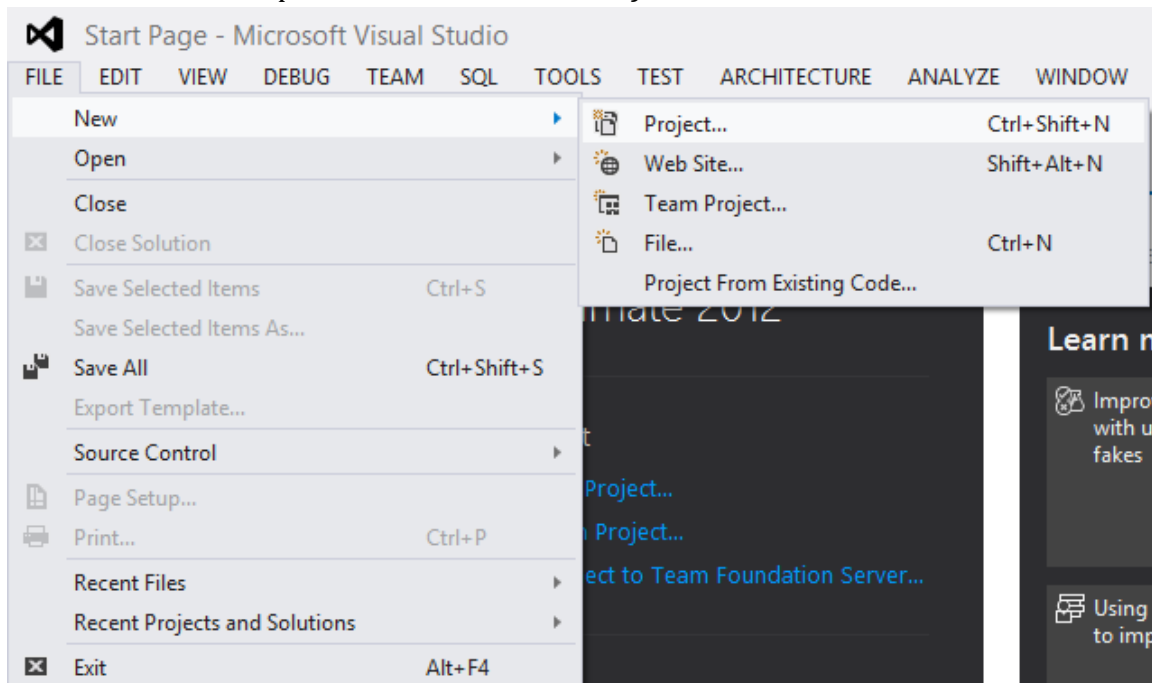 Start Page - Microsoft Visual Studio
FILE EDIT VIEW DEBUG TEAM SQL TOOLS TEST ARCHITECTURE ANALYZE WINDOW
New
Open
Close
Close Solution
Save Selected Items Ctrl+S
Save Selected Items As...
Save All Ctrl+Shift+S
Export Template...
Source Control
Page Setup...
Print... Ctrl+P
Recent Files
Recent Projects and Solutions
Exit Alt+F4
Project... Ctrl+Shift+N
Web Site... Shift+Alt+N
Team Project...
File... Ctrl+N
Project From Existing Code...
2012
Project...
Project...
to Team Foundation Server...
Learn
with
fakes
Using
to